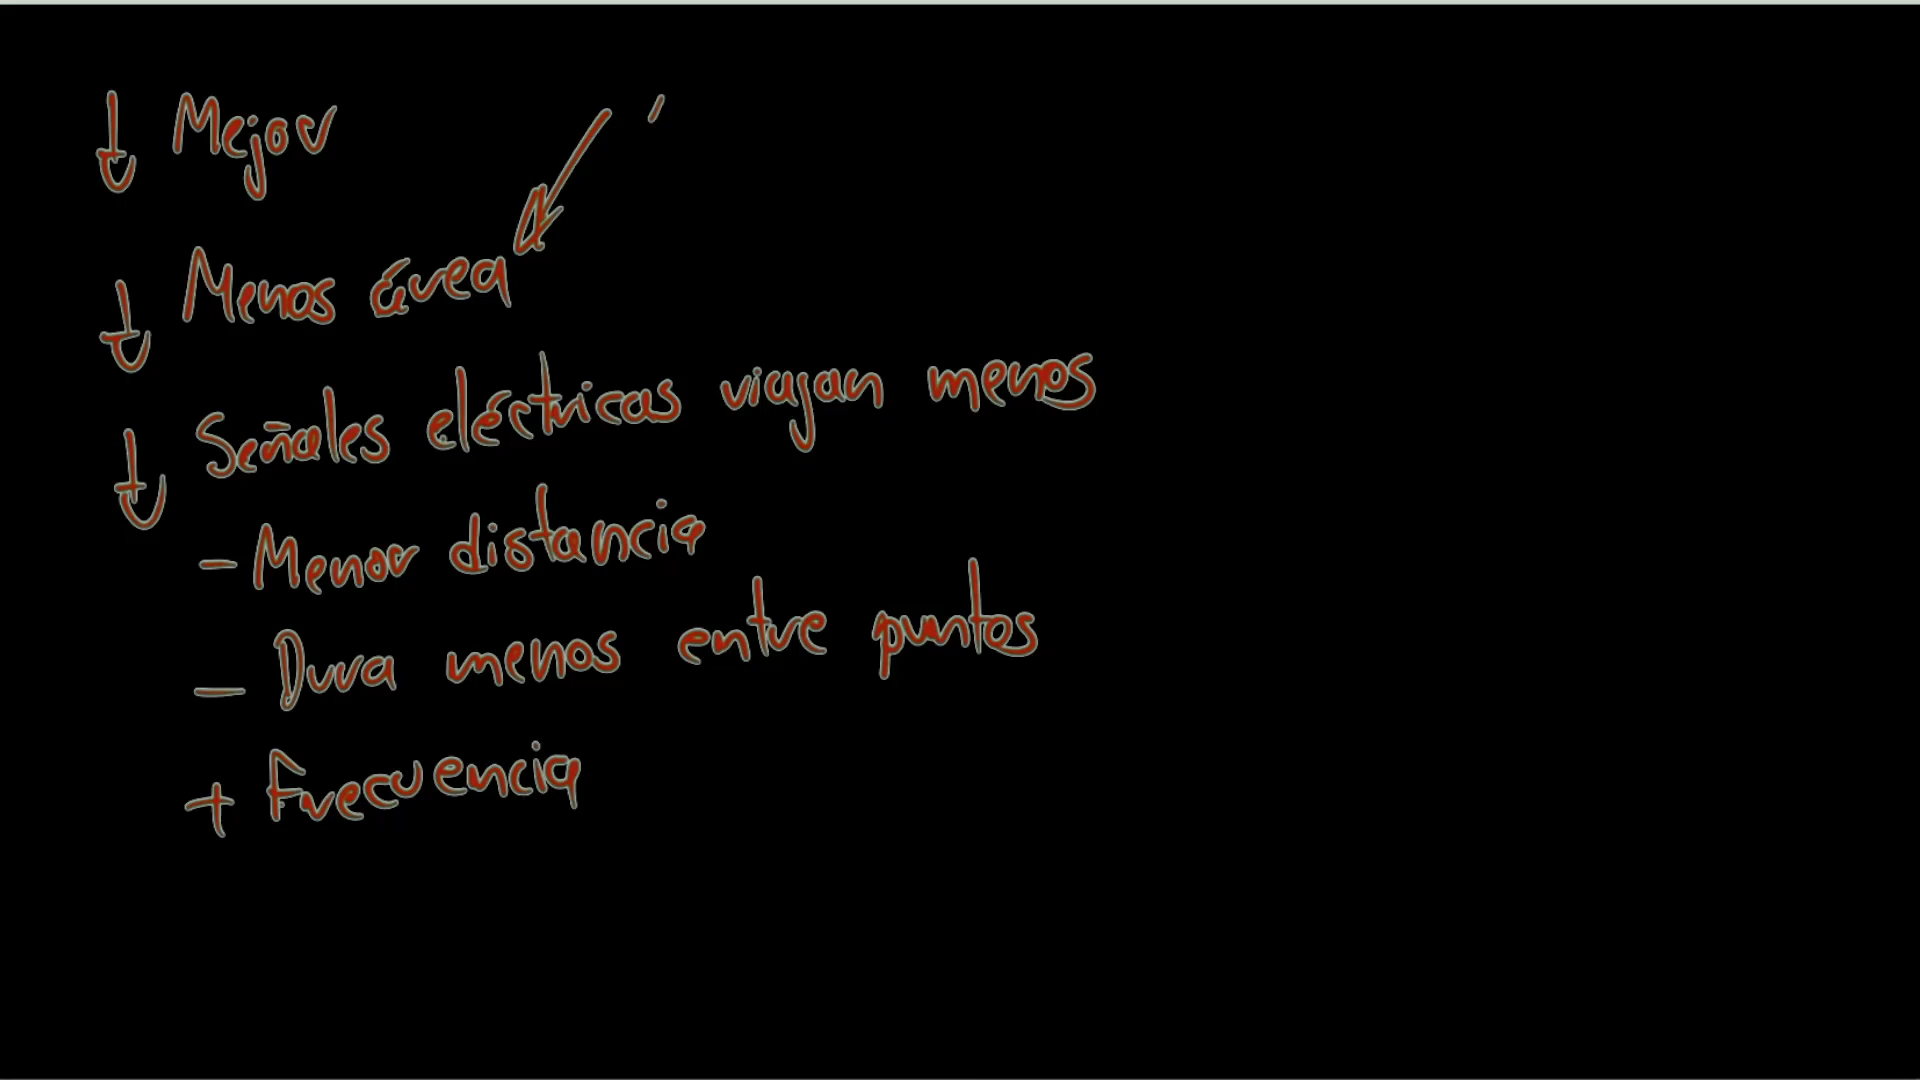 ↓ Mejor
↓ Menos área
↓ Señales eléctricas viajan menos
- Menor distancia
- Dura menos entre puntos
+ Frecuencia